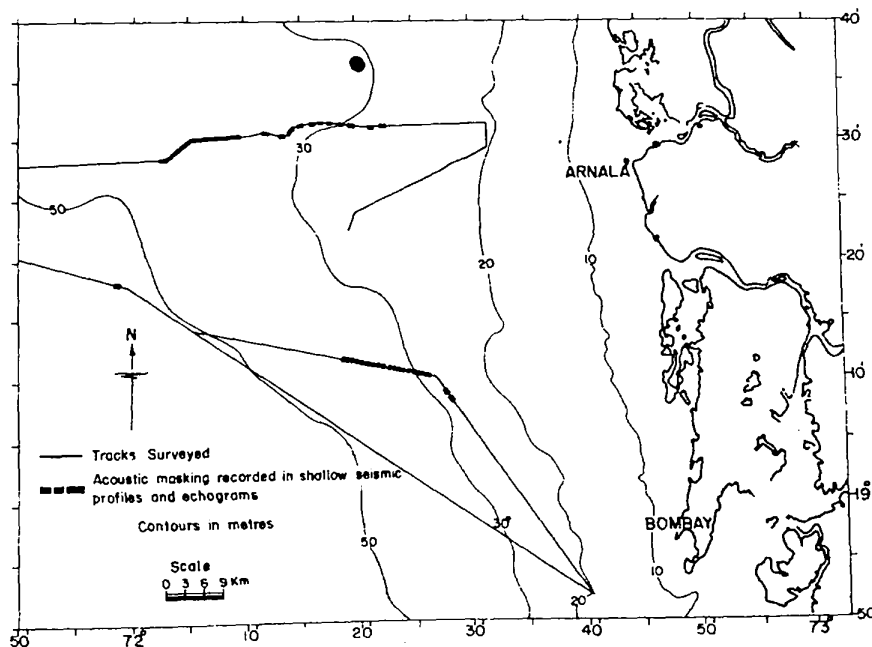 40'
30'
20'
10'
19°
50
30
ARNALA
50
20
10
N
Tracks Surveyed
Acoustic masking recorded in shallow seismic
profiles and echograms
Contours in metres
Scale
0 3 6 9 Km
BOMBAY
30
50
20
10
50 72° 10 20 30 40 50 73°